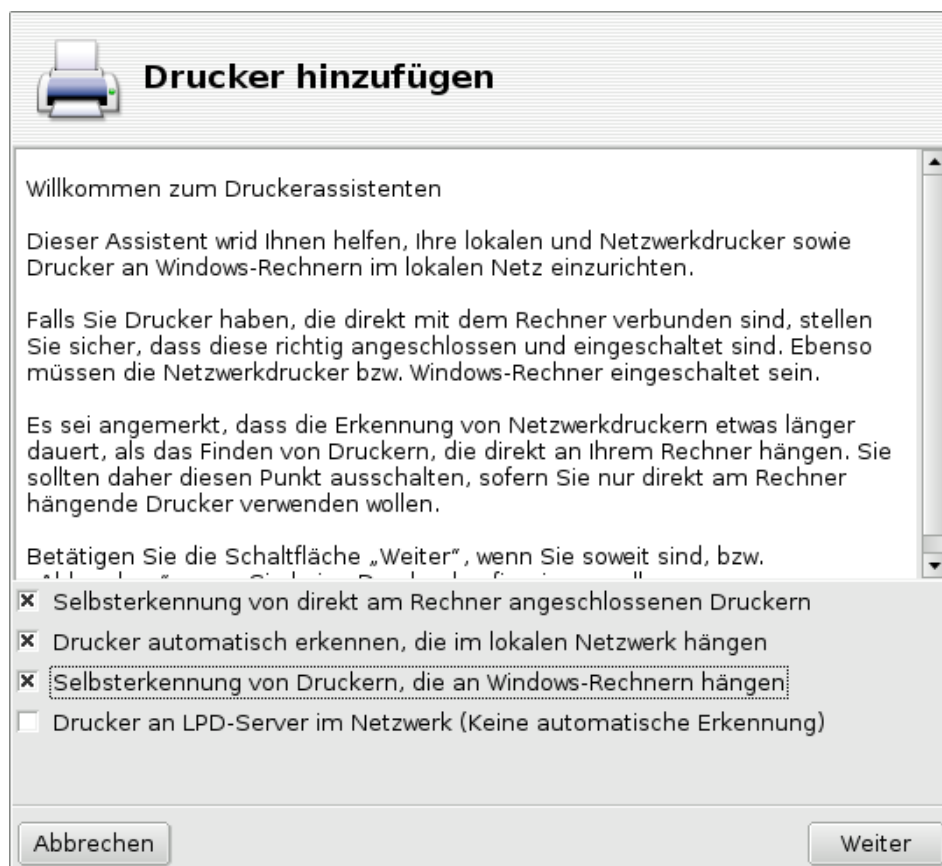 Drucker hinzufügen
Willkommen zum Druckerassistenten
Dieser Assistent wrid Ihnen helfen, Ihre lokalen und Netzwerkdrucker sowie
Drucker an Windows-Rechnern im lokalen Netz einzurichten.
Falls Sie Drucker haben, die direkt mit dem Rechner verbunden sind, stellen
Sie sicher, dass diese richtig angeschlossen und eingeschaltet sind. Ebenso
müssen die Netzwerkdrucker bzw. Windows-Rechner eingeschaltet sein.
Es sei angemerkt, dass die Erkennung von Netzwerkdruckern etwas länger
dauert, als das Finden von Druckern, die direkt an Ihrem Rechner hängen. Sie
sollten daher diesen Punkt ausschalten, sofern Sie nur direkt am Rechner
hängende Drucker verwenden wollen.
Betätigen Sie die Schaltfläche „Weiter“, wenn Sie soweit sind, bzw.
Selbsterkennung von direkt am Rechner angeschlossenen Druckern
Drucker automatisch erkennen, die im lokalen Netzwerk hängen
Selbsterkennung von Druckern, die an Windows-Rechnern hängen
Drucker an LPD-Server im Netzwerk (Keine automatische Erkennung)
Abbrechen
Weiter